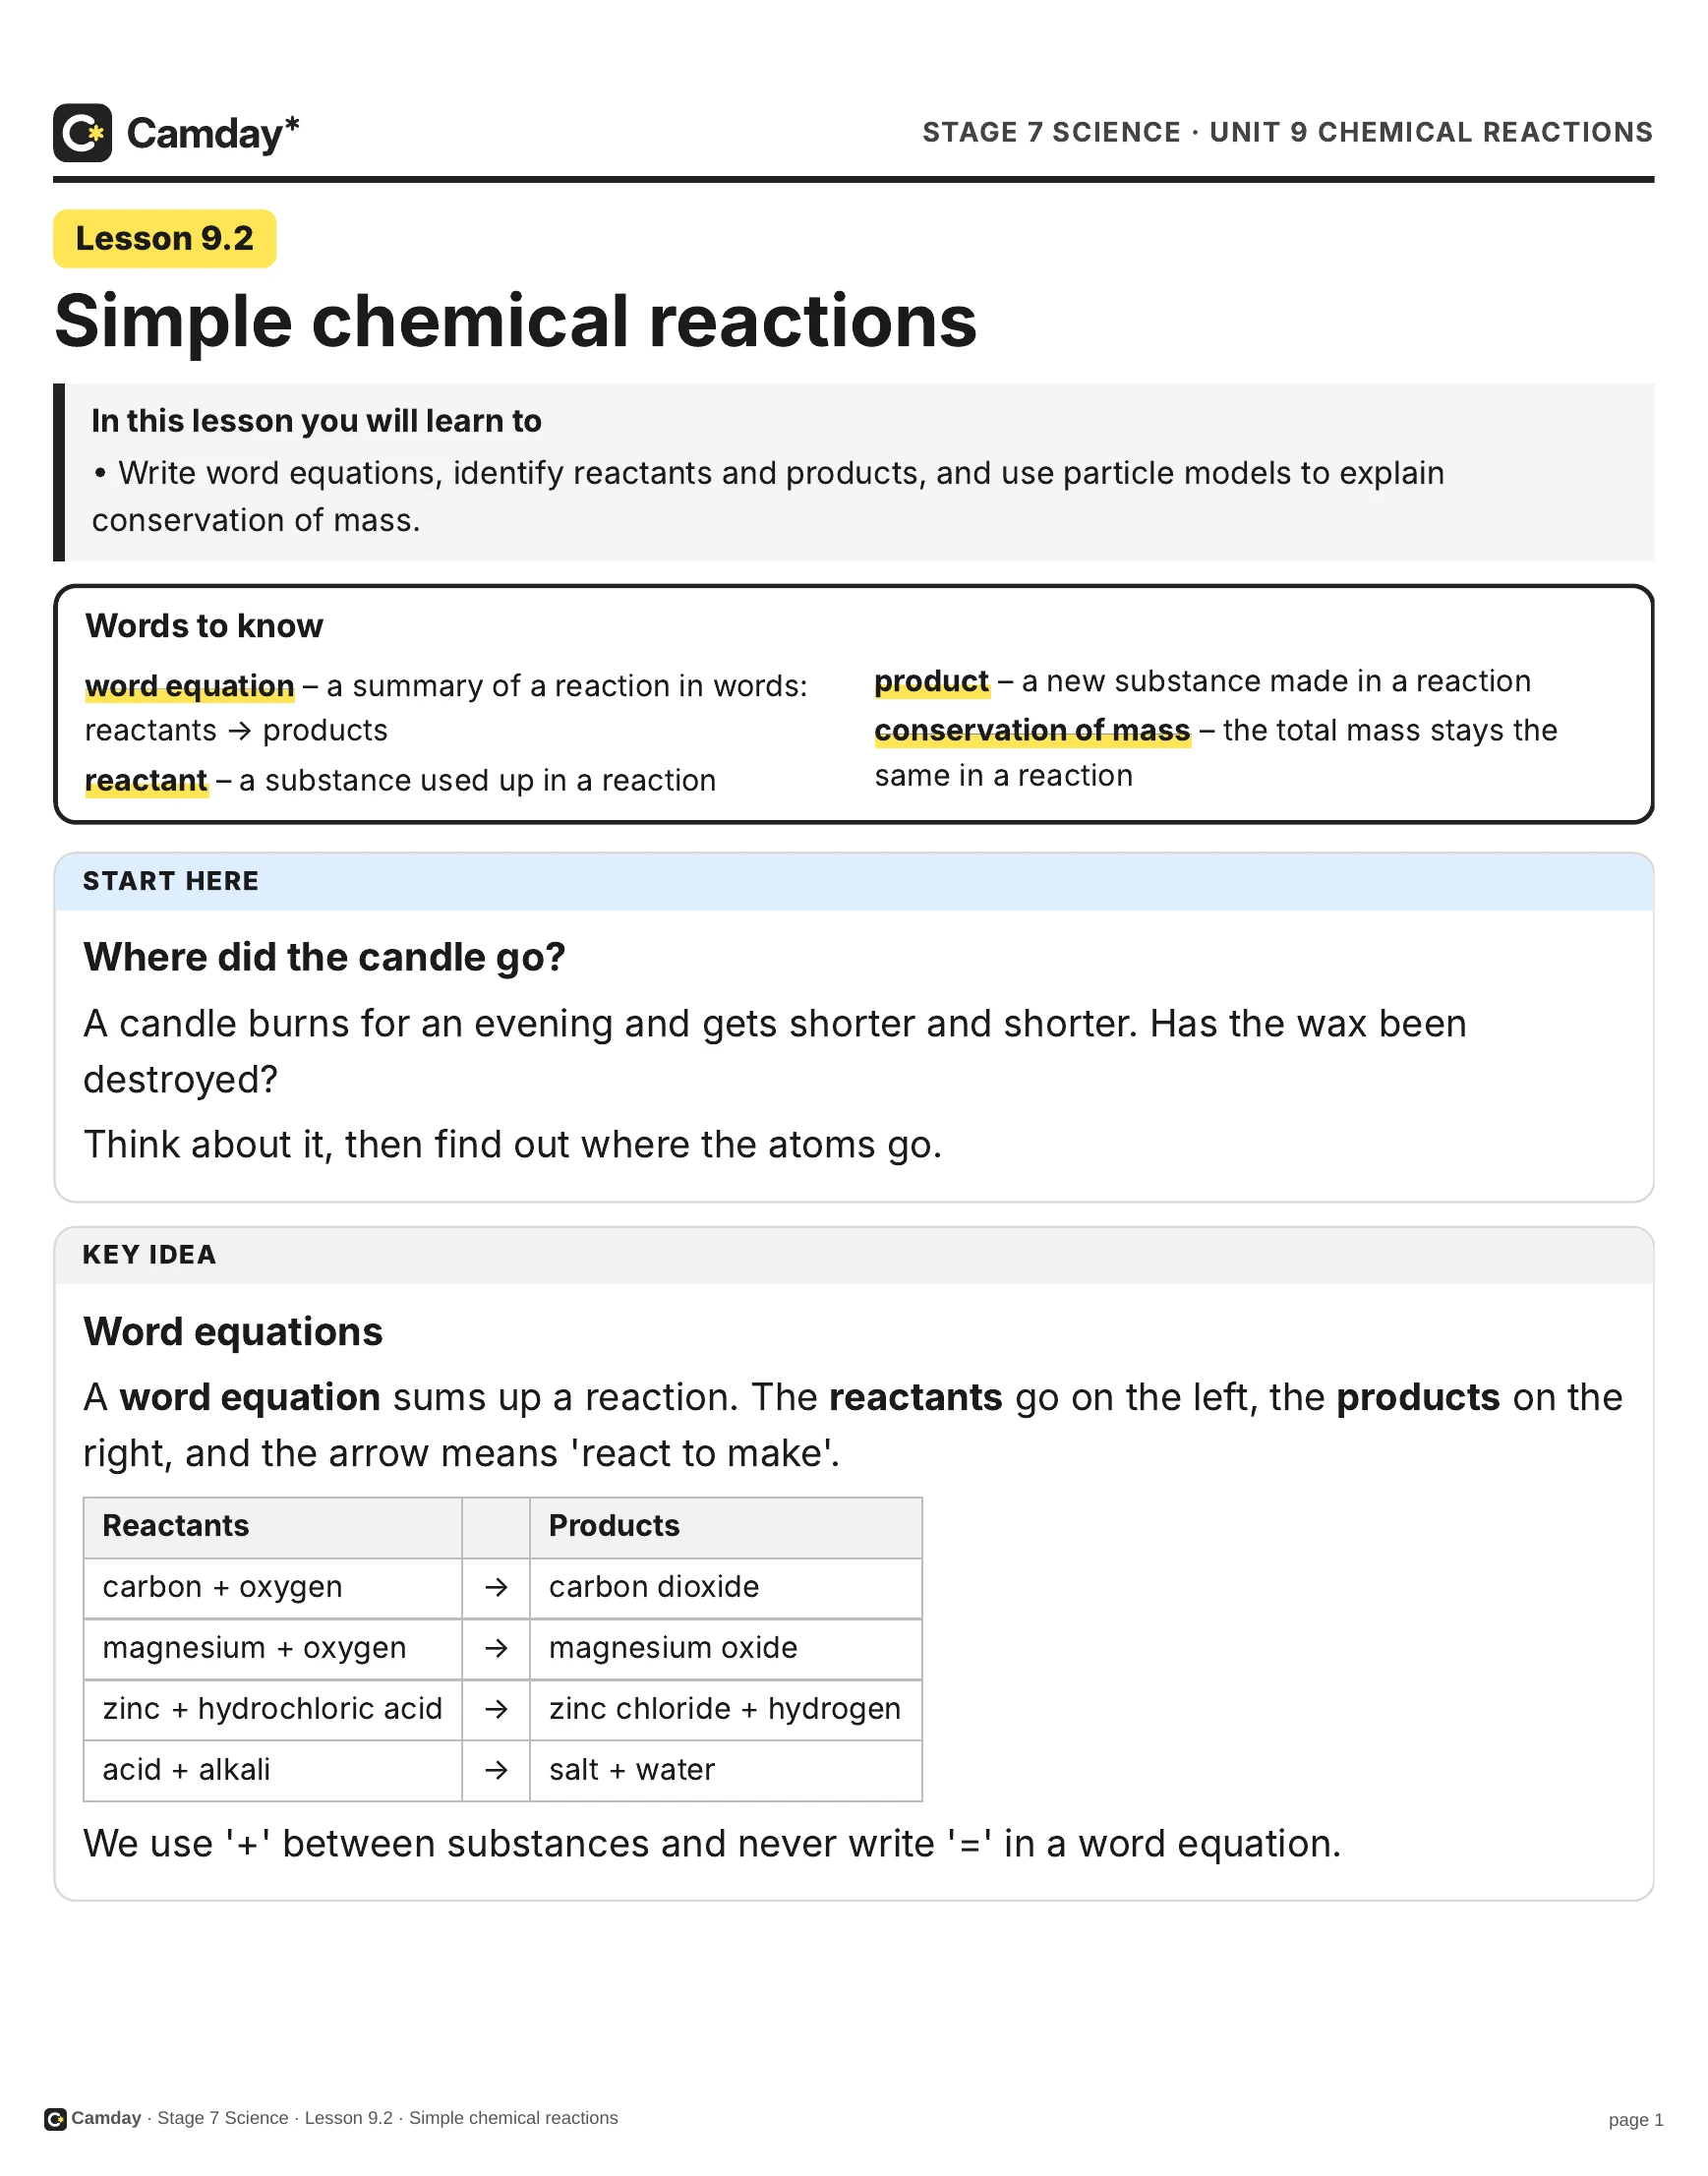 Camday*
STAGE 7 SCIENCE · UNIT 9 CHEMICAL REACTIONS
Lesson 9.2
Simple chemical reactions
In this lesson you will learn to
• Write word equations, identify reactants and products, and use particle models to explain
conservation of mass.
Words to know
word equation – a summary of a reaction in words:
reactants → products
reactant – a substance used up in a reaction
product – a new substance made in a reaction
conservation of mass – the total mass stays the
same in a reaction
START HERE
Where did the candle go?
A candle burns for an evening and gets shorter and shorter. Has the wax been
destroyed?
Think about it, then find out where the atoms go.
KEY IDEA
Word equations
A word equation sums up a reaction. The reactants go on the left, the products on the
right, and the arrow means 'react to make'.
Reactants Products
carbon + oxygen → carbon dioxide
magnesium + oxygen → magnesium oxide
zinc + hydrochloric acid → zinc chloride + hydrogen
acid + alkali → salt + water
We use '+' between substances and never write '=' in a word equation.
Camday · Stage 7 Science · Lesson 9.2 · Simple chemical reactions
page 1